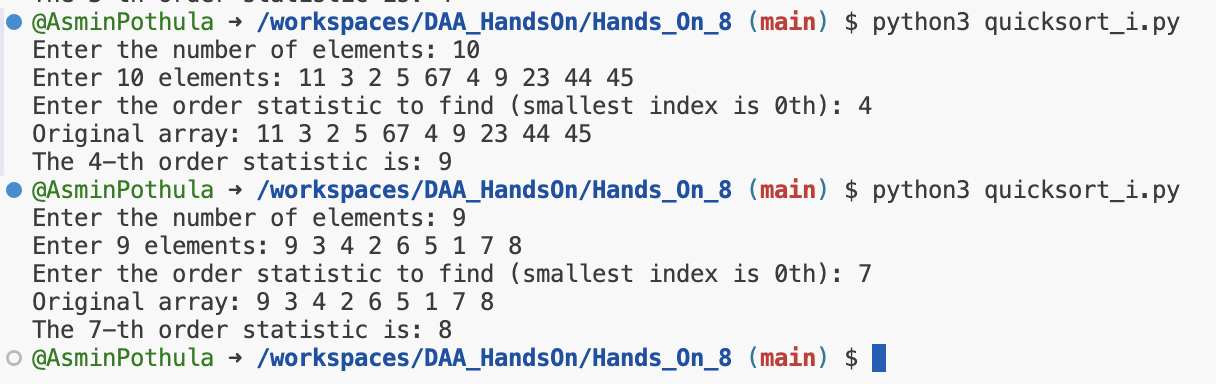 @AsminPothula → /workspaces/DAA_HandsOn/Hands_On_8 (main) $ python3 quicksort_i.py
Enter the number of elements: 10
Enter 10 elements: 11 3 2 5 67 4 9 23 44 45
Enter the order statistic to find (smallest index is 0th): 4
Original array: 11 3 2 5 67 4 9 23 44 45
The 4-th order statistic is: 9
@AsminPothula → /workspaces/DAA_HandsOn/Hands_On_8 (main) $ python3 quicksort_i.py
Enter the number of elements: 9
Enter 9 elements: 9 3 4 2 6 5 1 7 8
Enter the order statistic to find (smallest index is 0th): 7
Original array: 9 3 4 2 6 5 1 7 8
The 7-th order statistic is: 8
@AsminPothula → /workspaces/DAA_HandsOn/Hands_On_8 (main) $